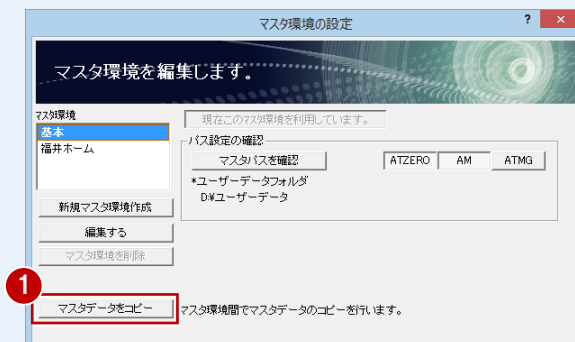 マスタ環境の設定
? ×
マスタ環境を編集します。
マスタ環境
基本
福井ホーム
現在このマスタ環境を利用しています。
パス設定の確認
マスタパスを確認
ATZERO AM ATMG
*ユーザーデータフォルダ
D:¥ユーザーデータ
新規マスタ環境作成
編集する
マスタ環境を削除
1
マスタデータをコピー
マスタ環境間でマスタデータのコピーを行います。